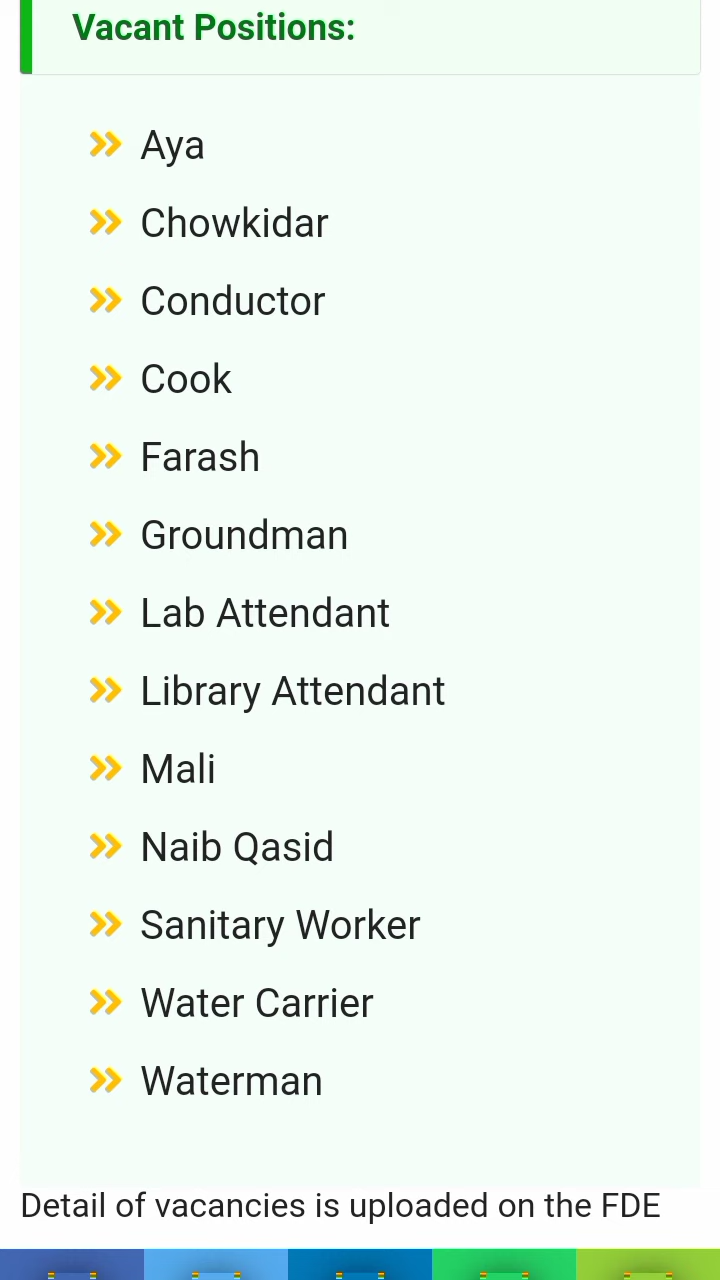 Vacant Positions:
Aya
Chowkidar
Conductor
Cook
Farash
Groundman
Lab Attendant
Library Attendant
Mali
Naib Qasid
Sanitary Worker
Water Carrier
Waterman
Detail of vacancies is uploaded on the FDE